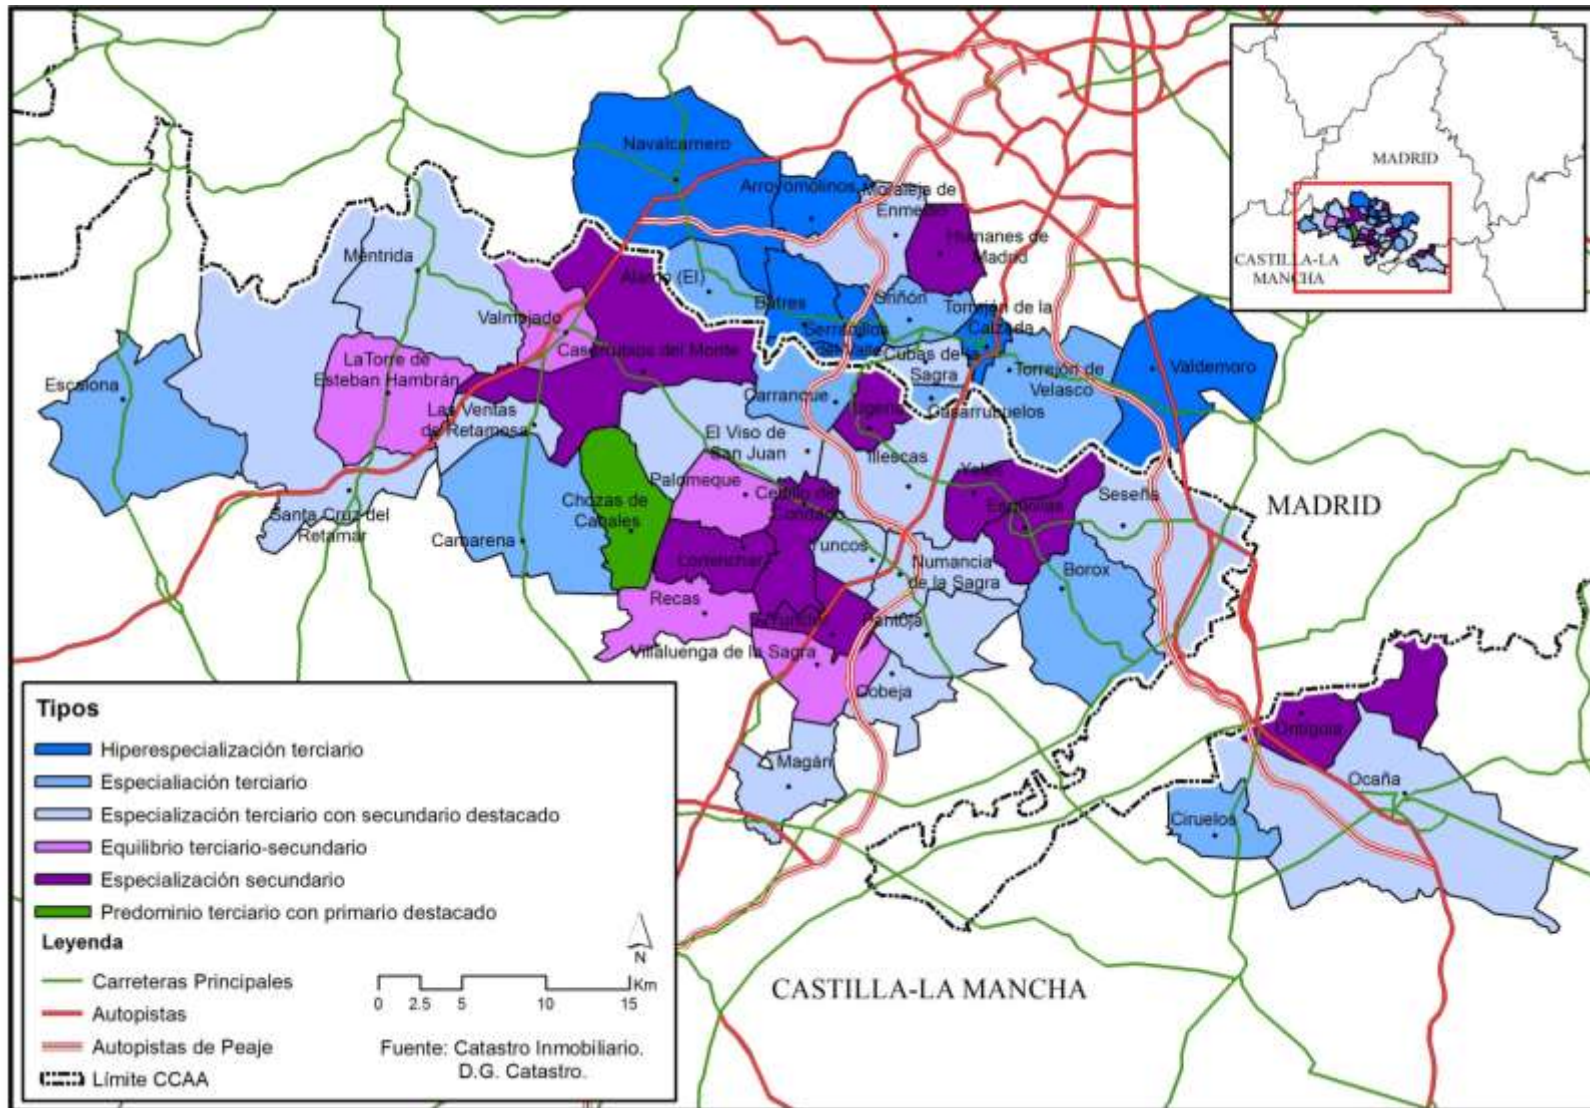 Navalcarnero
MADRID
Arroyomolinos
Moraleja de
Enmedio
Humanes de
Madrid
CASTILLA-LA
MANCHA
Méntrida
Alamo (El)
Batres
Griñón
Torrejón de la
Calzada
Valmojado
Serranillos
del Valle
Cubas de la
Sagra
Casarrubios del Monte
Torrejón de
Velasco
Valdemoro
La Torre de
Esteban Hambrán
Escalona
Carranque
Casarrubuelos
Las Ventas
de Retamosa
Ugena
El Viso de
San Juan
Illescas
Palomeque
Yeles
Esquivias
Seseña
MADRID
Chozas de
Canales
Cedillo del
Condado
Santa Cruz del
Retamar
Camarena
Yuncos
Numancia
de la Sagra
Borox
Lominchar
Recas
Pantoja
Villaluenga de la Sagra
Cobeja
Magán
Ontígola
Ocaña
Ciruelos
CASTILLA-LA MANCHA
Tipos
Hiperespecialización terciario
Especialiación terciario
Especialización terciario con secundario destacado
Equilibrio terciario-secundario
Especialización secundario
Predominio terciario con primario destacado
Leyenda
Carreteras Principales
Autopistas
Autopistas de Peaje
Límite CCAA
N
Km
0 2.5 5 10 15
Fuente: Catastro Inmobiliario.
D.G. Catastro.